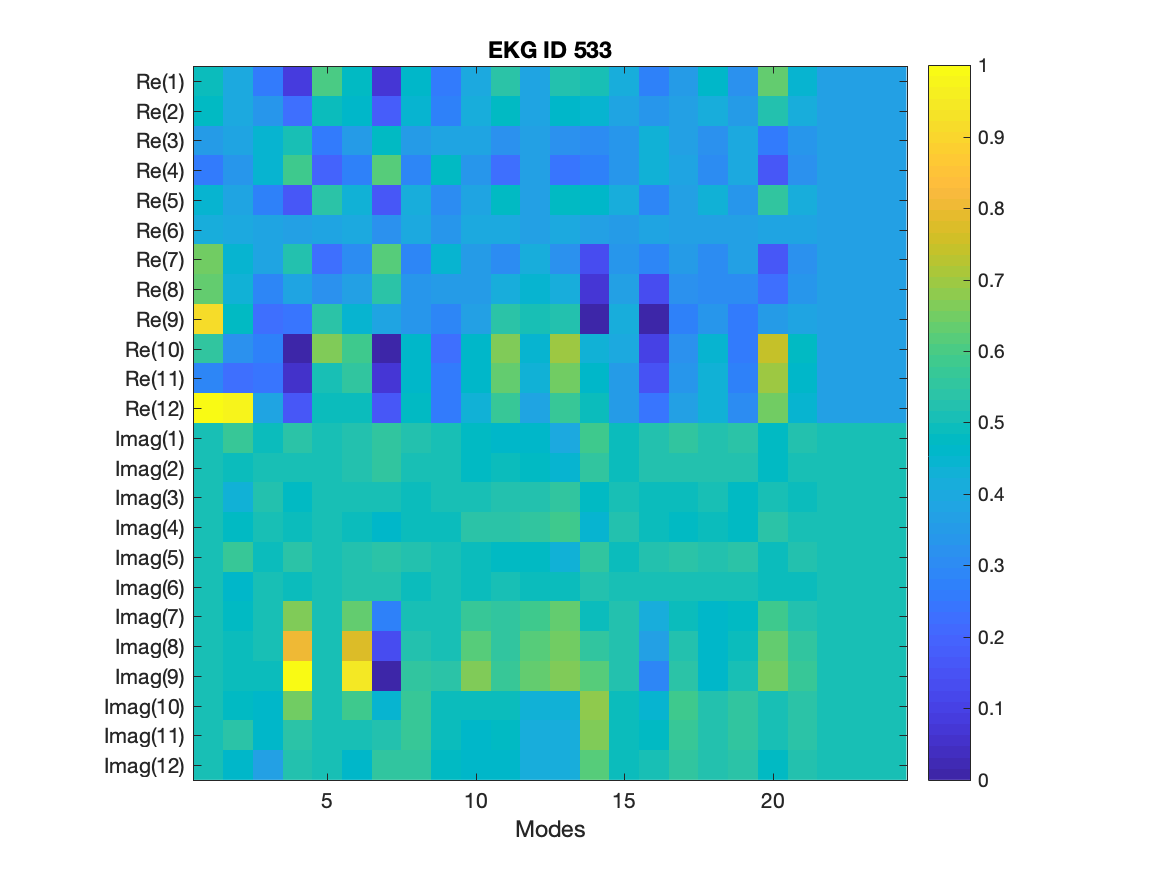 EKG ID 533
Re(1)
Re(2)
Re(3)
Re(4)
Re(5)
Re(6)
Re(7)
Re(8)
Re(9)
Re(10)
Re(11)
Re(12)
Imag(1)
Imag(2)
Imag(3)
Imag(4)
Imag(5)
Imag(6)
Imag(7)
Imag(8)
Imag(9)
Imag(10)
Imag(11)
Imag(12)
5 10 15 20
Modes
1
0.9
0.8
0.7
0.6
0.5
0.4
0.3
0.2
0.1
0